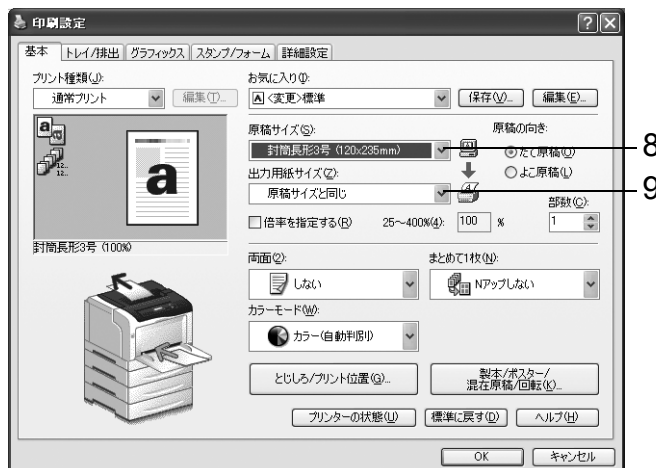 印刷設定
基本 トレイ/排出 グラフィックス スタンプ/フォーム 詳細設定
プリント種類(J):
通常プリント 編集(T)...
お気に入り(I):
A <変更>標準 保存(V)... 編集(E)...
原稿サイズ(S):
封筒長形3号 (120x235mm)
8
原稿の向き:
たて原稿(O)
よこ原稿(L)
出力用紙サイズ(Z):
原稿サイズと同じ
9
倍率を指定する(R) 25～400%(4): 100 %
部数(C):
1
a
12..
12..
a
封筒長形3号 (100%)
両面(2):
しない
まとめて1枚(N):
Nアップしない
カラーモード(W):
カラー(自動判別)
とじしろ/プリント位置(G)...
製本/ポスター/
混在原稿/回転(K)...
プリンターの状態(U) 標準に戻す(D) ヘルプ(H)
OK キャンセル